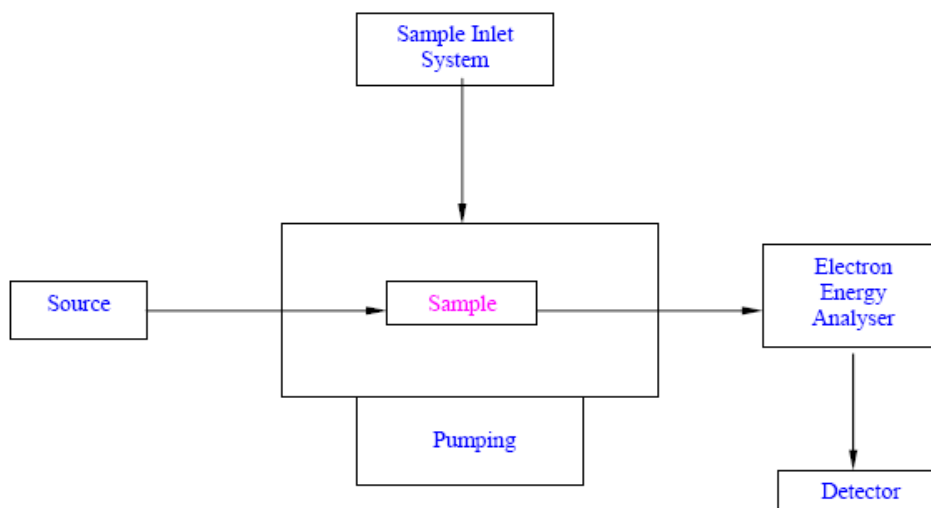 Sample Inlet
System
Source
Sample
Electron
Energy
Analyser
Pumping
Detector